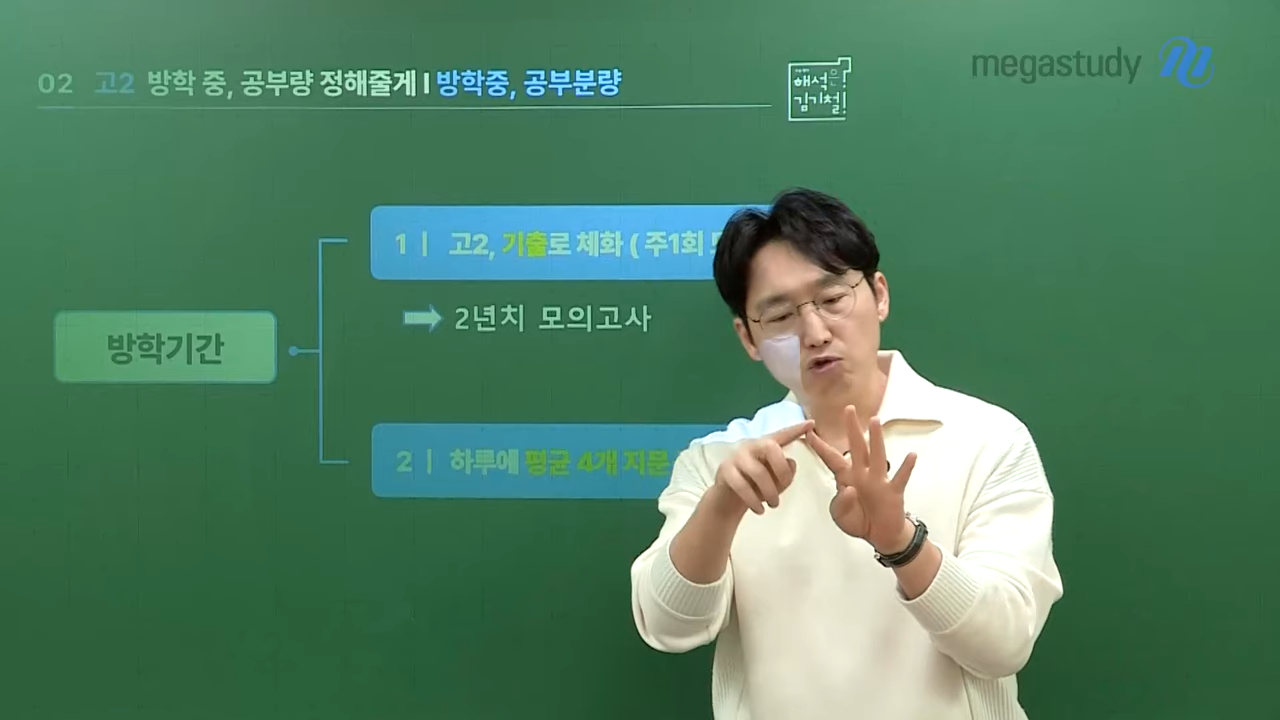 02 고2 방학 중, 공부량 정해줄게 | 방학중, 공부분량
해석은!
김기철!
megastudy
1 | 고2, 기출로 체화 ( 주1회
2년치 모의고사
방학기간
2 | 하루에 평균 4개 지문